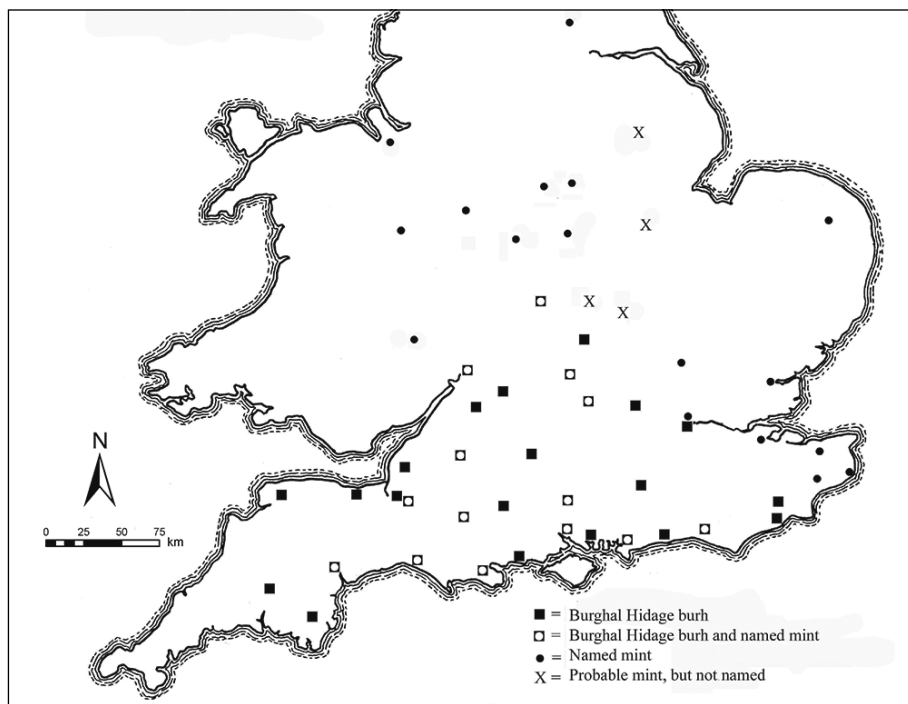 N
0 25 50 75
km
■ = Burghal Hidage burh
◘ = Burghal Hidage burh and named mint
● = Named mint
X = Probable mint, but not named
X
X
X
X